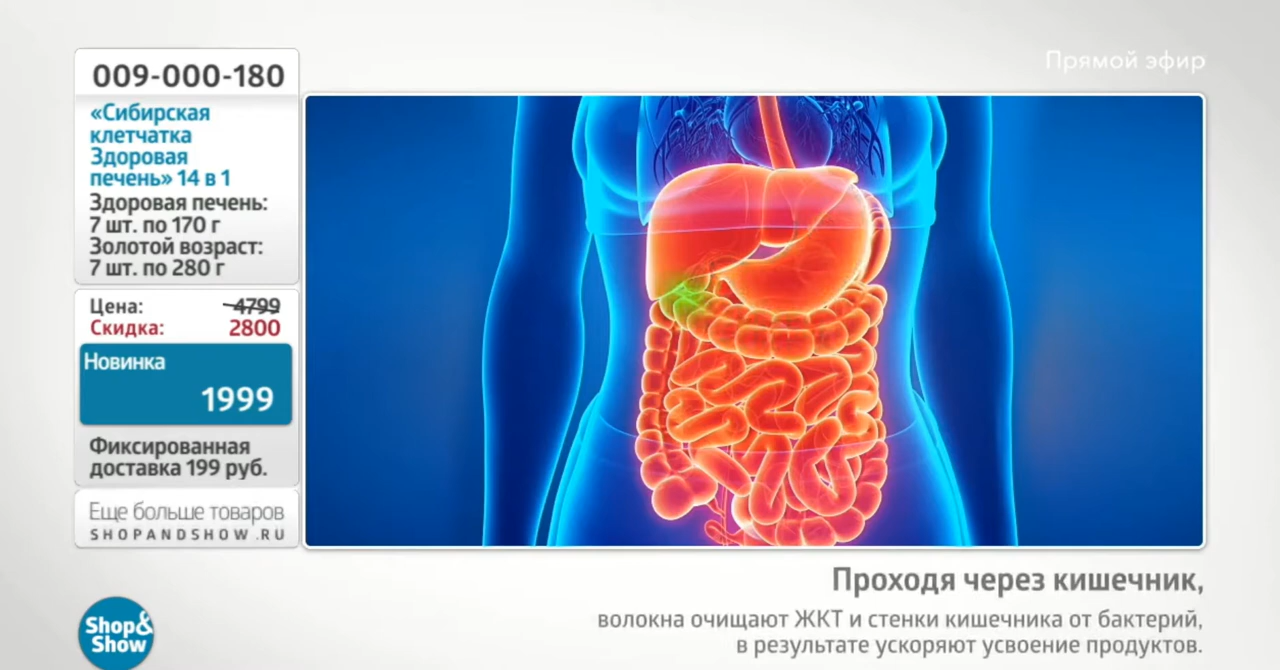 009-000-180
Прямой эфир
«Сибирская
клетчатка
Здоровая
печень» 14 в 1
Здоровая печень:
7 шт. по 170 г
Золотой возраст:
7 шт. по 280 г
Цена: 4799
Скидка: 2800
Новинка
1999
Фиксированная
доставка 199 руб.
Еще больше товаров
SHOPANDSHOW.RU
Проходя через кишечник,
волокна очищают ЖКТ и стенки кишечника от бактерий,
в результате ускоряют усвоение продуктов.
Shop&
Show